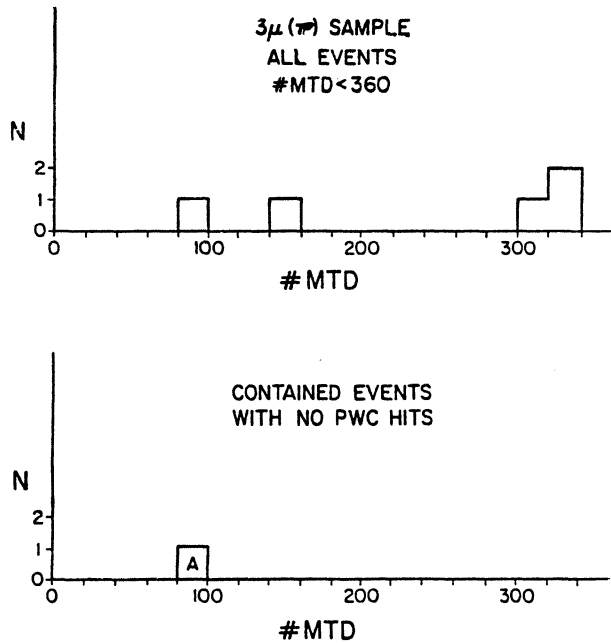 3μ(π) SAMPLE
ALL EVENTS
#MTD<360
N
2
1
0
0 100 200 300
#MTD
CONTAINED EVENTS
WITH NO PWC HITS
N
2
1
0
A
0 100 200 300
#MTD